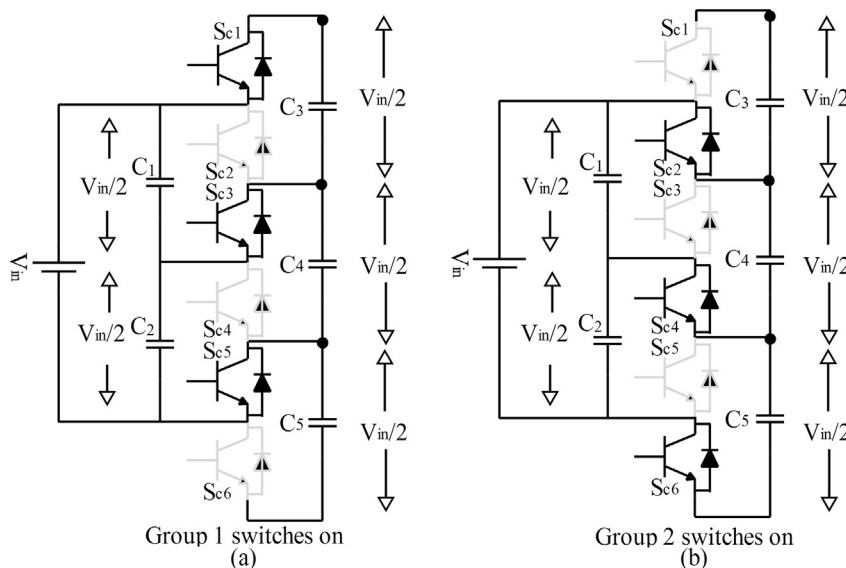 Sc1
C3
Vin/2
Sc2
Sc3
C1
Vin/2
Vin
C4
Vin/2
C2
Vin/2
Sc4
Sc5
C5
Vin/2
Sc6
Group 1 switches on
(a)
Sc1
C3
Vin/2
Sc2
Sc3
C1
Vin/2
Vin
C4
Vin/2
C2
Vin/2
Sc4
Sc5
C5
Vin/2
Sc6
Group 2 switches on
(b)